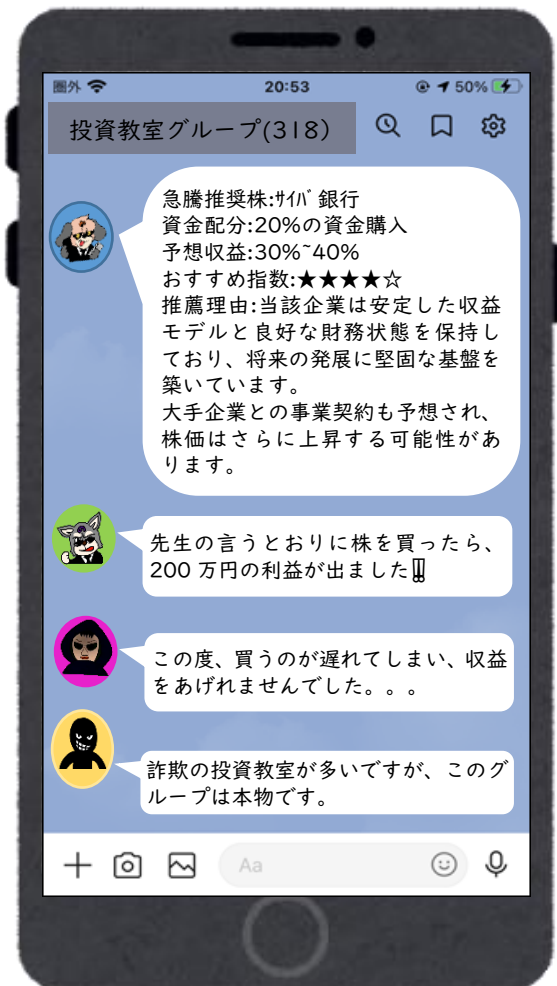 圏外 20:53 50%
投資教室グループ(318)
急騰推奨株:ｻｲﾊﾞ銀行
資金配分:20%の資金購入
予想収益:30%~40%
おすすめ指数:★★★★☆
推薦理由:当該企業は安定した収益
モデルと良好な財務状態を保持し
ており、将来の発展に堅固な基盤を
築いています。
大手企業との事業契約も予想され、
株価はさらに上昇する可能性があ
ります。
先生の言うとおりに株を買ったら、
200万円の利益が出ました‼
この度、買うのが遅れてしまい、収益
をあげれませんでした。。。
詐欺の投資教室が多いですが、このグ
ループは本物です。
Aa